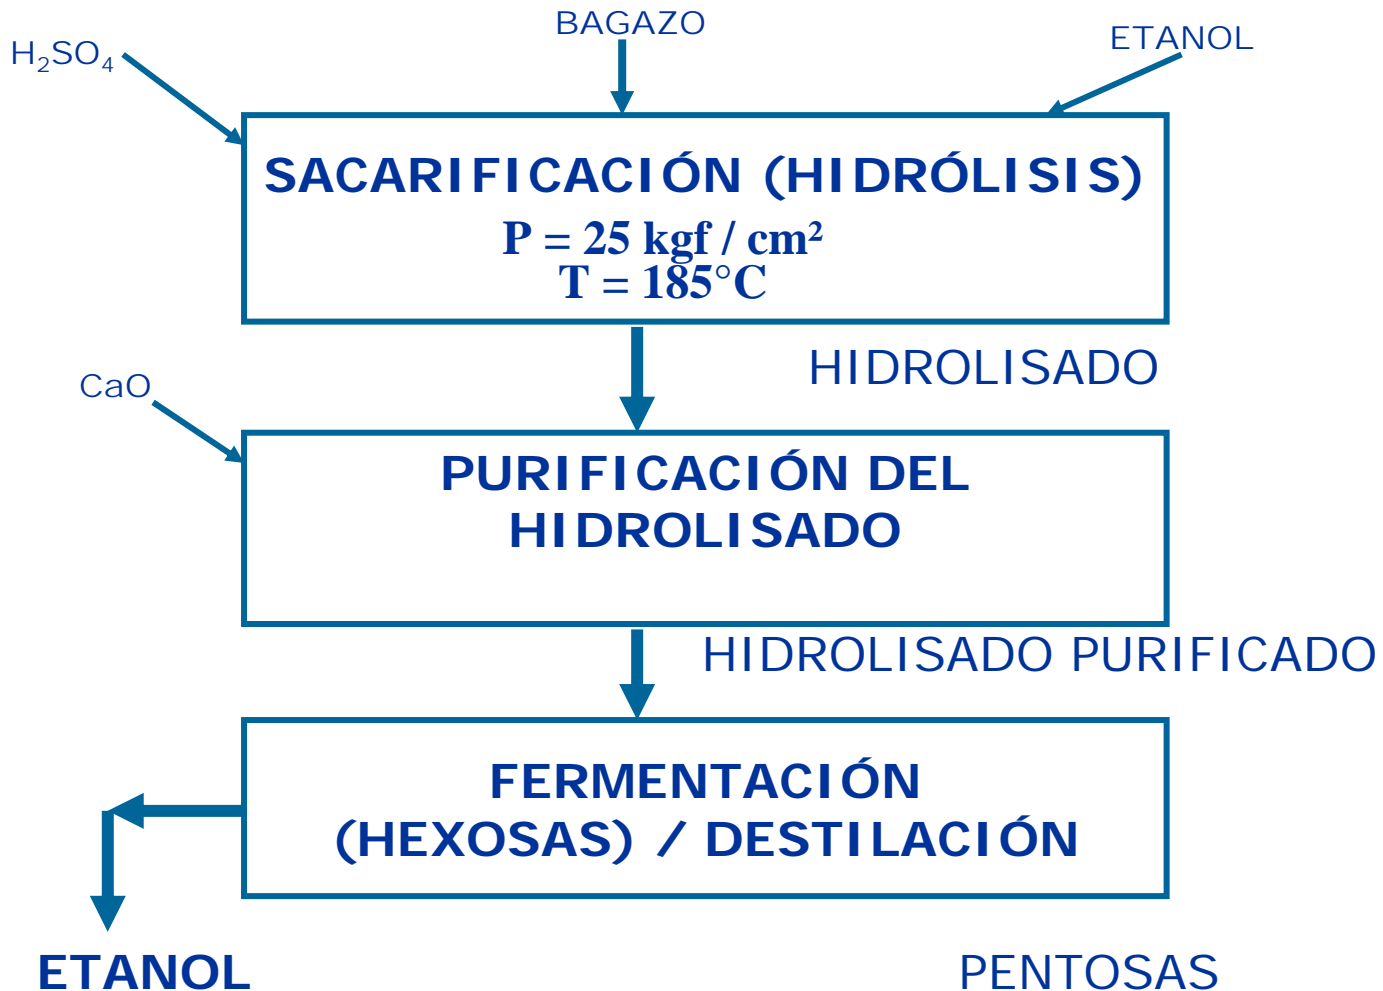 BAGAZO
H₂SO₄
ETANOL
SACARIFICACIÓN (HIDRÓLISIS)
P = 25 kgf / cm²
T = 185°C
HIDROLISADO
CaO
PURIFICACIÓN DEL
HIDROLISADO
HIDROLISADO PURIFICADO
FERMENTACIÓN
(HEXOSAS) / DESTILACIÓN
ETANOL
PENTOSAS